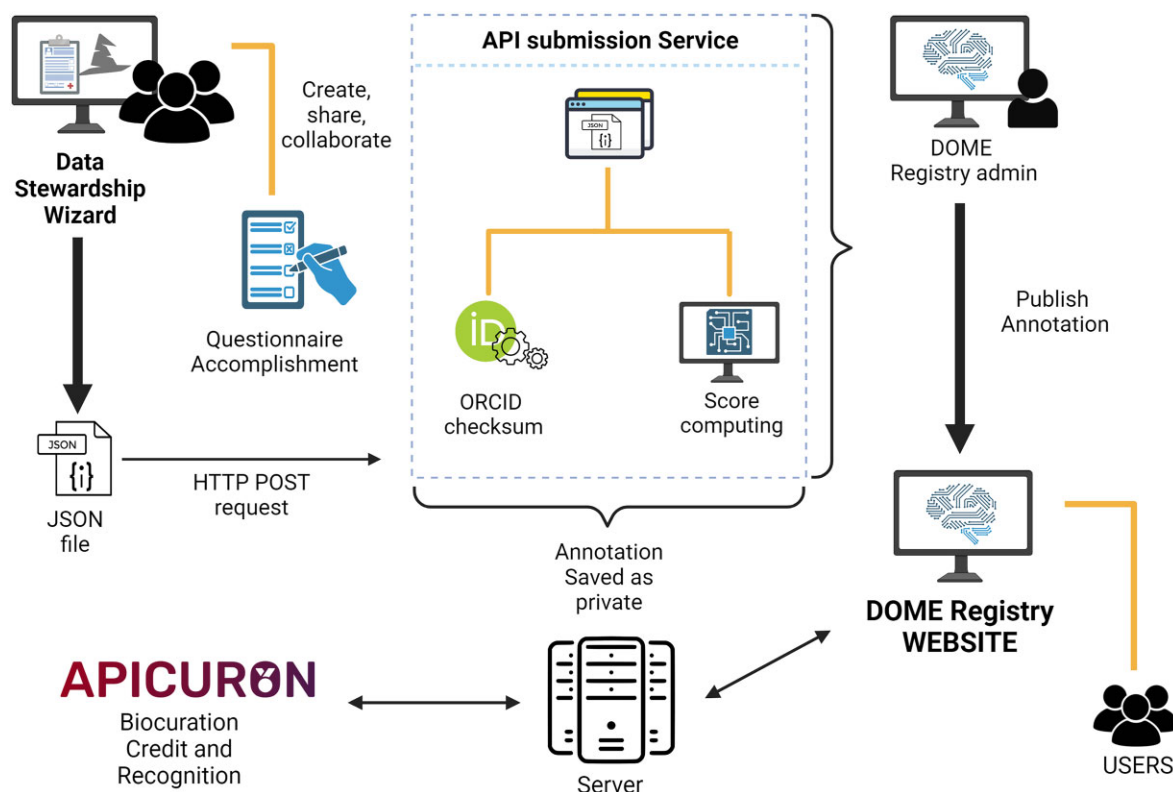 Data
Stewardship
Wizard
Create,
share,
collaborate
Questionnaire
Accomplishment
JSON
{i}
JSON
file
HTTP POST
request
API submission Service
JSON
{i}
iD
ORCID
checksum
Score
computing
Annotation
Saved as
private
DOME
Registry admin
Publish
Annotation
DOME Registry
WEBSITE
USERS
Server
APICURON
Biocuration
Credit and
Recognition